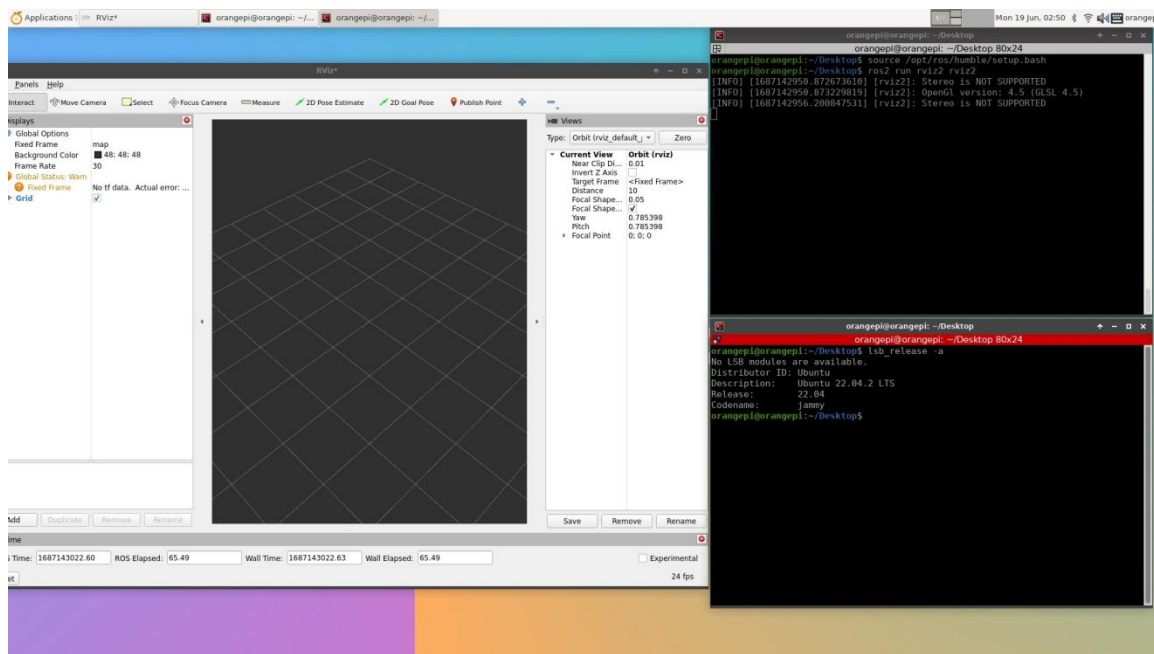 Applications
RViz*
orangepi@orangepi: ~/...
orangepi@orangepi: ~/...
Mon 19 Jun, 02:50
orangepi
RViz*
Panels Help
Interact
Move Camera
Select
Focus Camera
Measure
2D Pose Estimate
2D Goal Pose
Publish Point
isplays
Global Options
Fixed Frame map
Background Color 48; 48; 48
Frame Rate 30
Global Status: Warn
Fixed Frame No tf data. Actual error: ...
Grid
Add
Duplicate
Remove
Rename
Views
Type: Orbit (rviz_default_ Zero
Current View Orbit (rviz)
Near Clip Di... 0.01
Invert Z Axis
Target Frame <Fixed Frame>
Distance 10
Focal Shape... 0.05
Focal Shape...
Yaw 0.785398
Pitch 0.785398
Focal Point 0; 0; 0
Save
Remove
Rename
ime
S Time: 1687143022.60 ROS Elapsed: 65.49 Wall Time: 1687143022.63 Wall Elapsed: 65.49 Experimental
et
24 fps
orangepi@orangepi: ~/Desktop
orangepi@orangepi: ~/Desktop 80x24
orangepi@orangepi:~/Desktop$ source /opt/ros/humble/setup.bash
orangepi@orangepi:~/Desktop$ ros2 run rviz2 rviz2
[INFO] [1687142950.872673610] [rviz2]: Stereo is NOT SUPPORTED
[INFO] [1687142950.873229819] [rviz2]: OpenGl version: 4.5 (GLSL 4.5)
[INFO] [1687142956.200847531] [rviz2]: Stereo is NOT SUPPORTED
orangepi@orangepi: ~/Desktop
orangepi@orangepi: ~/Desktop 80x24
orangepi@orangepi:~/Desktop$ lsb_release -a
No LSB modules are available.
Distributor ID: Ubuntu
Description: Ubuntu 22.04.2 LTS
Release: 22.04
Codename: jammy
orangepi@orangepi:~/Desktop$